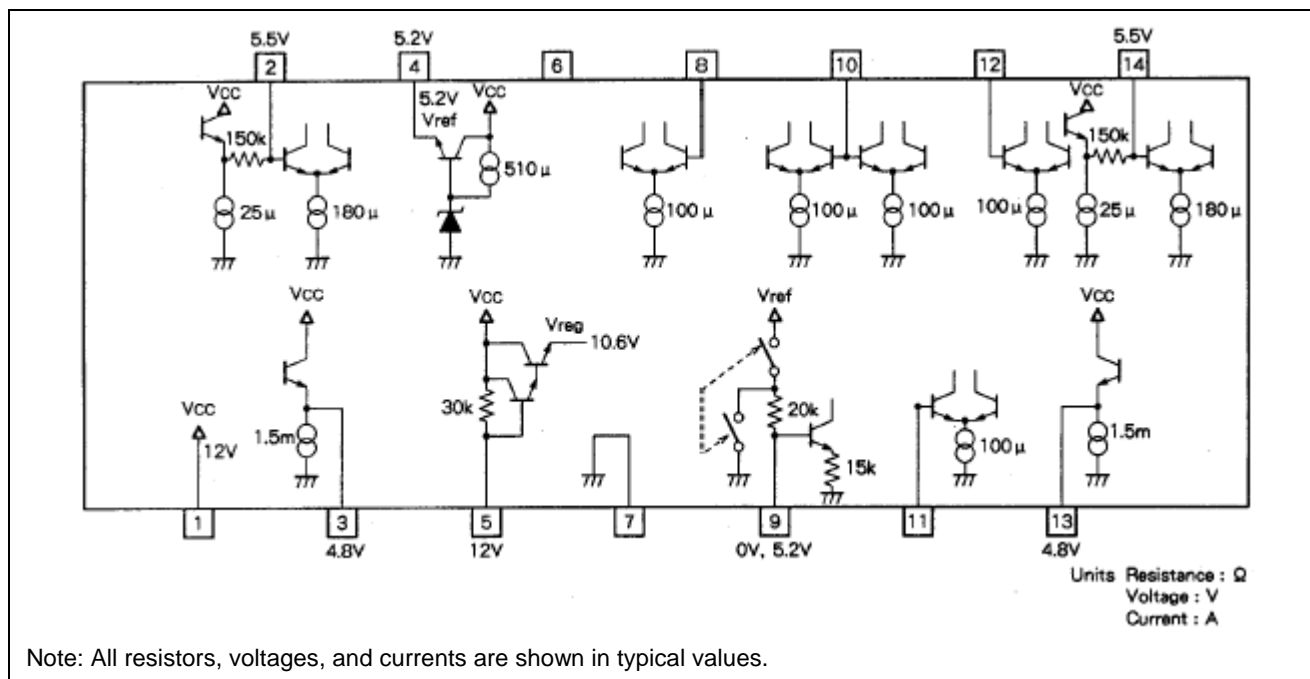 5.5V 5.2V 5.5V
2 4 6 8 10 12 14
VCC
150k
25μ
180μ
5.2V
Vref
VCC
510μ
100μ
100μ
100μ
100μ
VCC
150k
25μ
180μ
VCC
12V
VCC
1.5m
VCC
Vreg
10.6V
30k
Vref
20k
15k
100μ
VCC
1.5m
1 3 5 7 9 11 13
4.8V 12V 0V, 5.2V 4.8V
Units Resistance : Ω
Voltage : V
Current : A
Note: All resistors, voltages, and currents are shown in typical values.